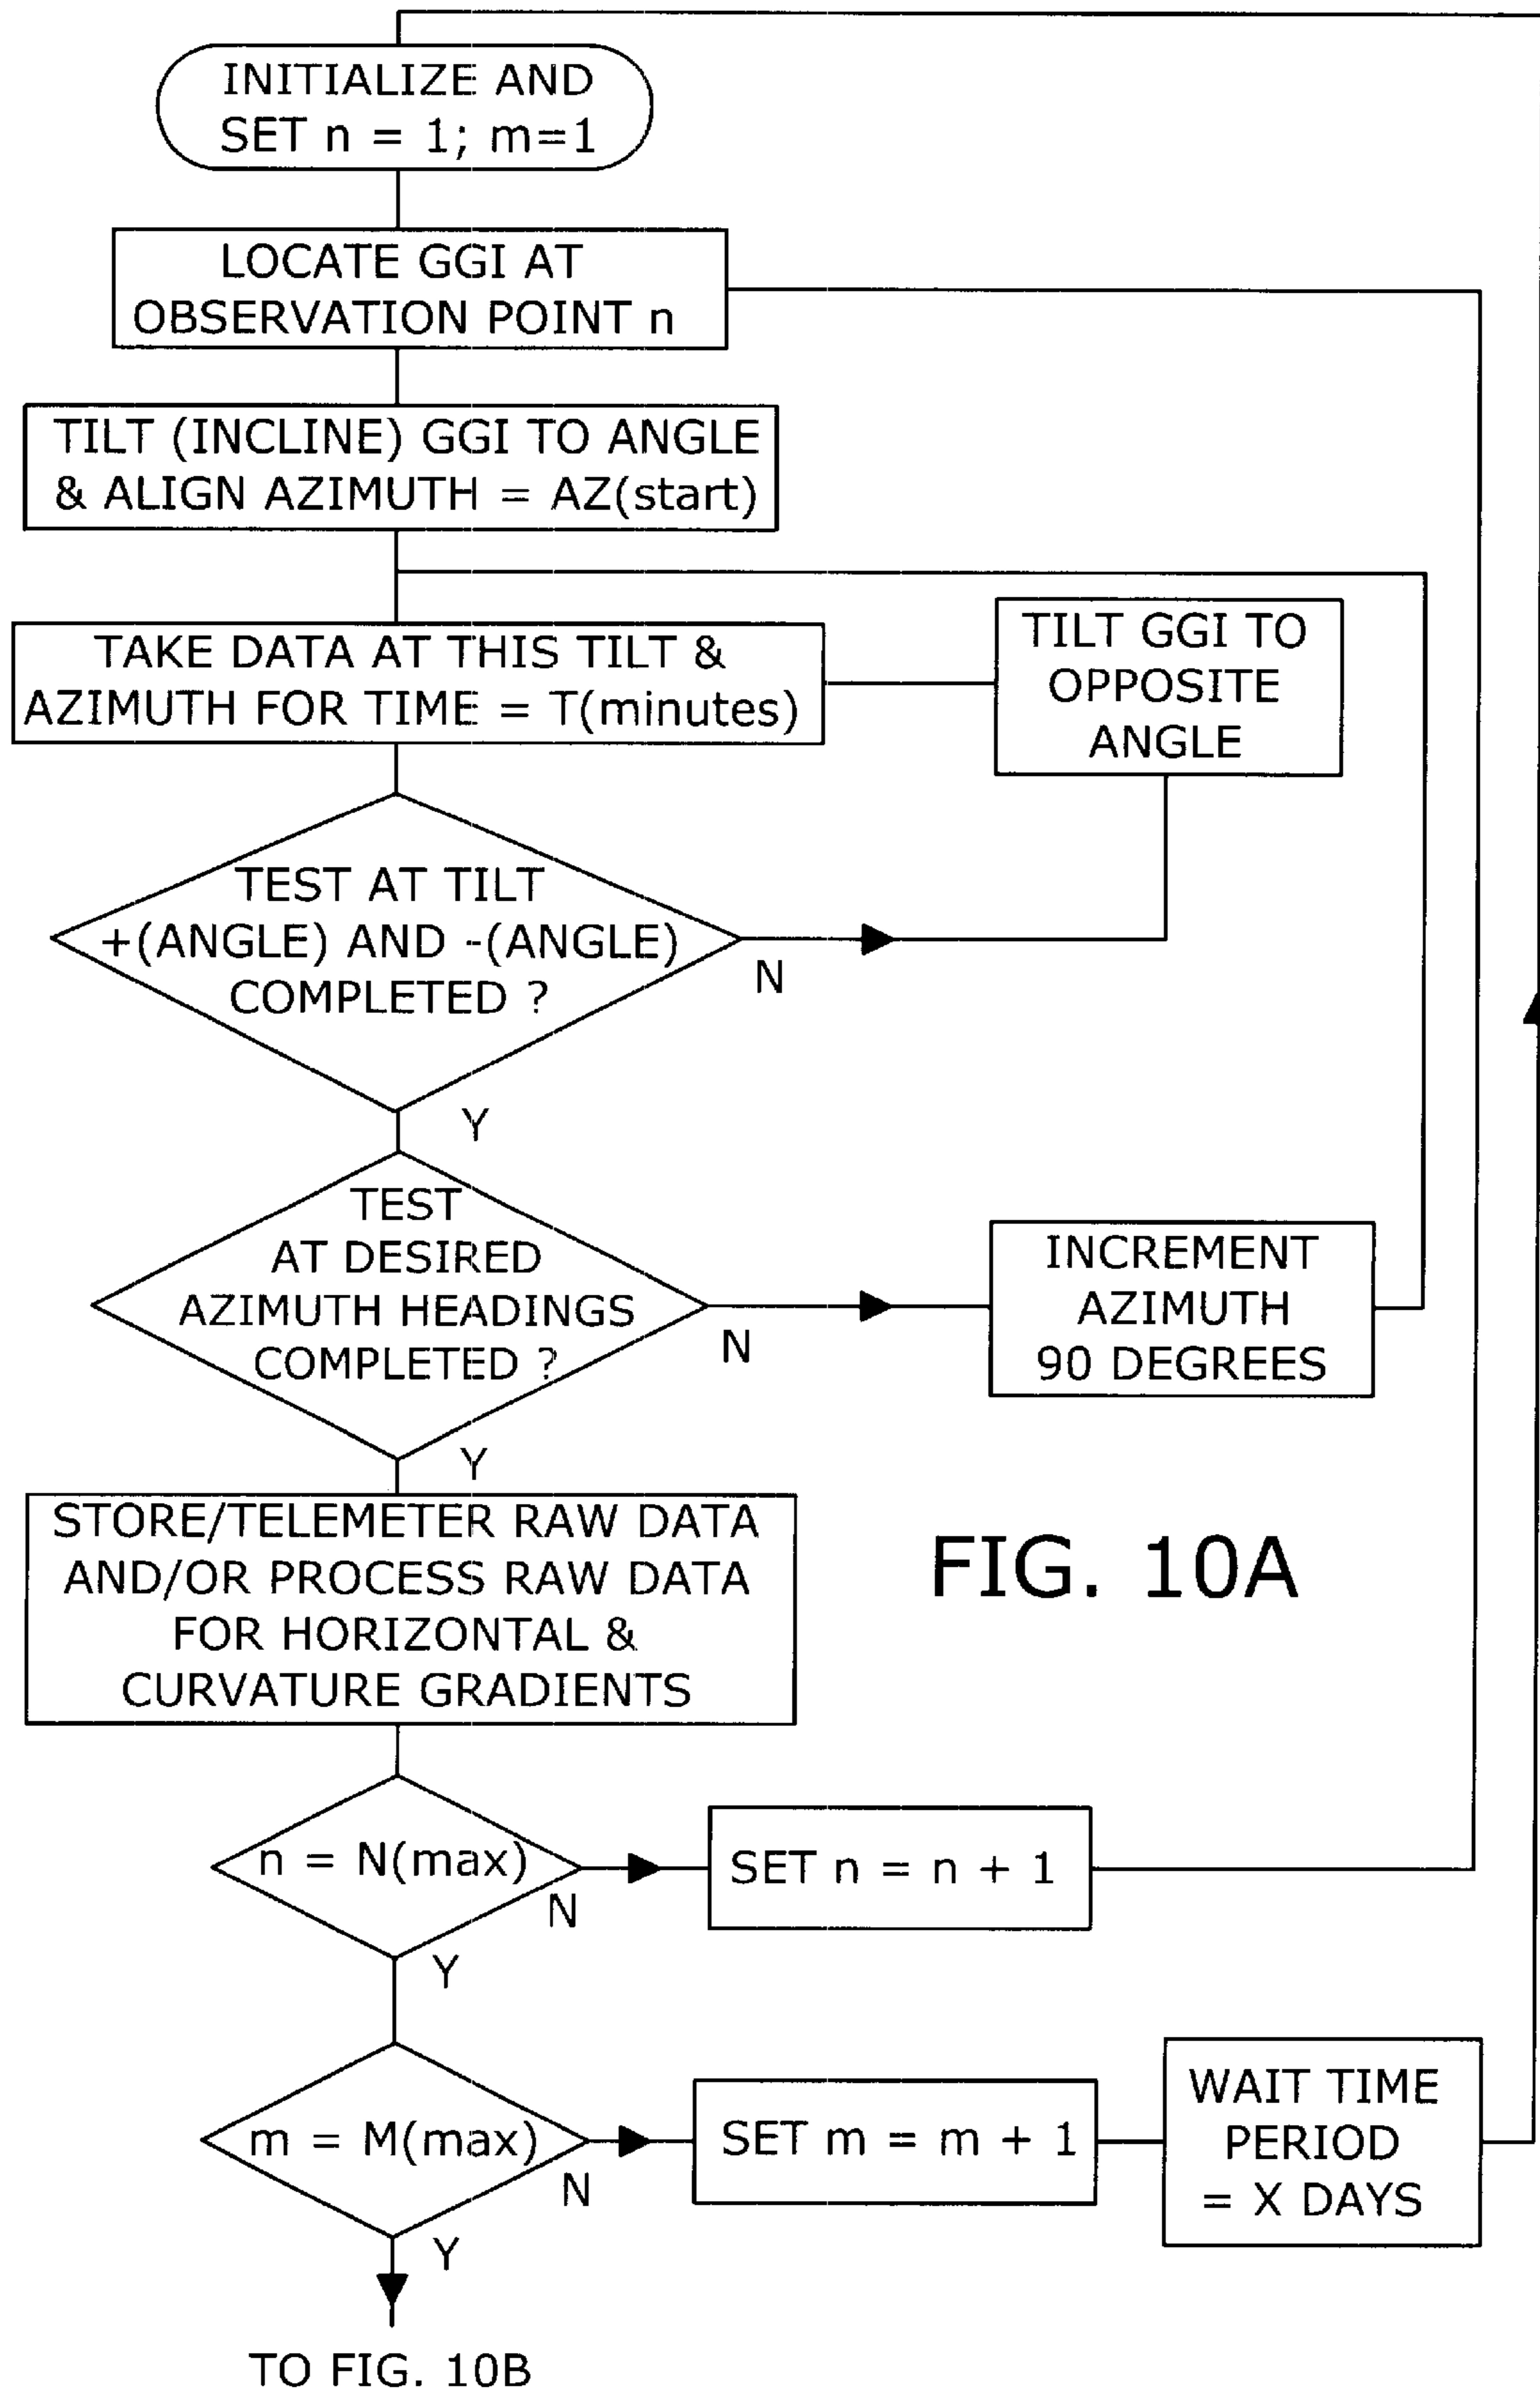 INITIALIZE AND
SET n = 1; m=1
LOCATE GGI AT
OBSERVATION POINT n
TILT (INCLINE) GGI TO ANGLE
& ALIGN AZIMUTH = AZ(start)
TAKE DATA AT THIS TILT &
AZIMUTH FOR TIME = T(minutes)
TILT GGI TO
OPPOSITE
ANGLE
TEST AT TILT
+(ANGLE) AND -(ANGLE)
COMPLETED ?
N
Y
TEST
AT DESIRED
AZIMUTH HEADINGS
COMPLETED ?
N
INCREMENT
AZIMUTH
90 DEGREES
Y
STORE/TELEMETER RAW DATA
AND/OR PROCESS RAW DATA
FOR HORIZONTAL &
CURVATURE GRADIENTS
FIG. 10A
n = N(max)
N
SET n = n + 1
Y
m = M(max)
N
SET m = m + 1
WAIT TIME
PERIOD
= X DAYS
Y
TO FIG. 10B